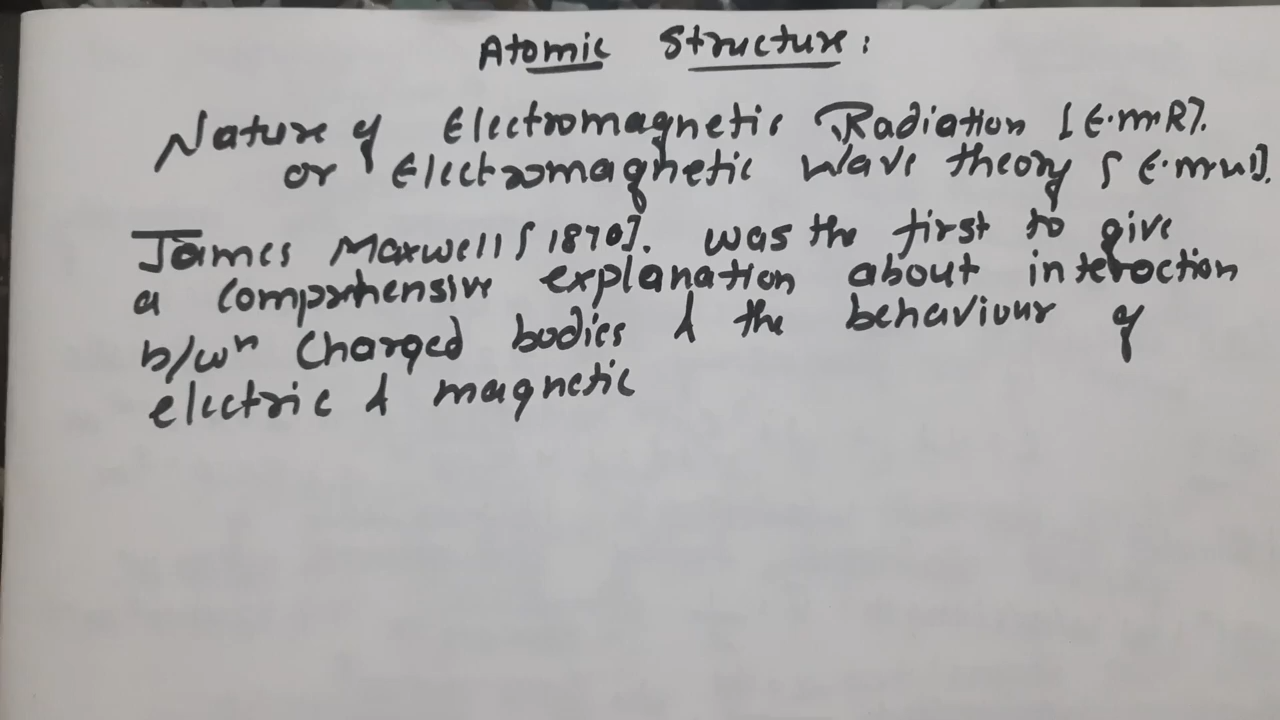 Atomic Structure :
Nature of Electromagnetic Radiation [E.m.R].
or Electromagnetic Wave theory [E.m.w].
James Maxwell [1870]. was the first to give
a comprehensive explanation about interaction
b/wn charged bodies & the behaviour of
electric & magnetic